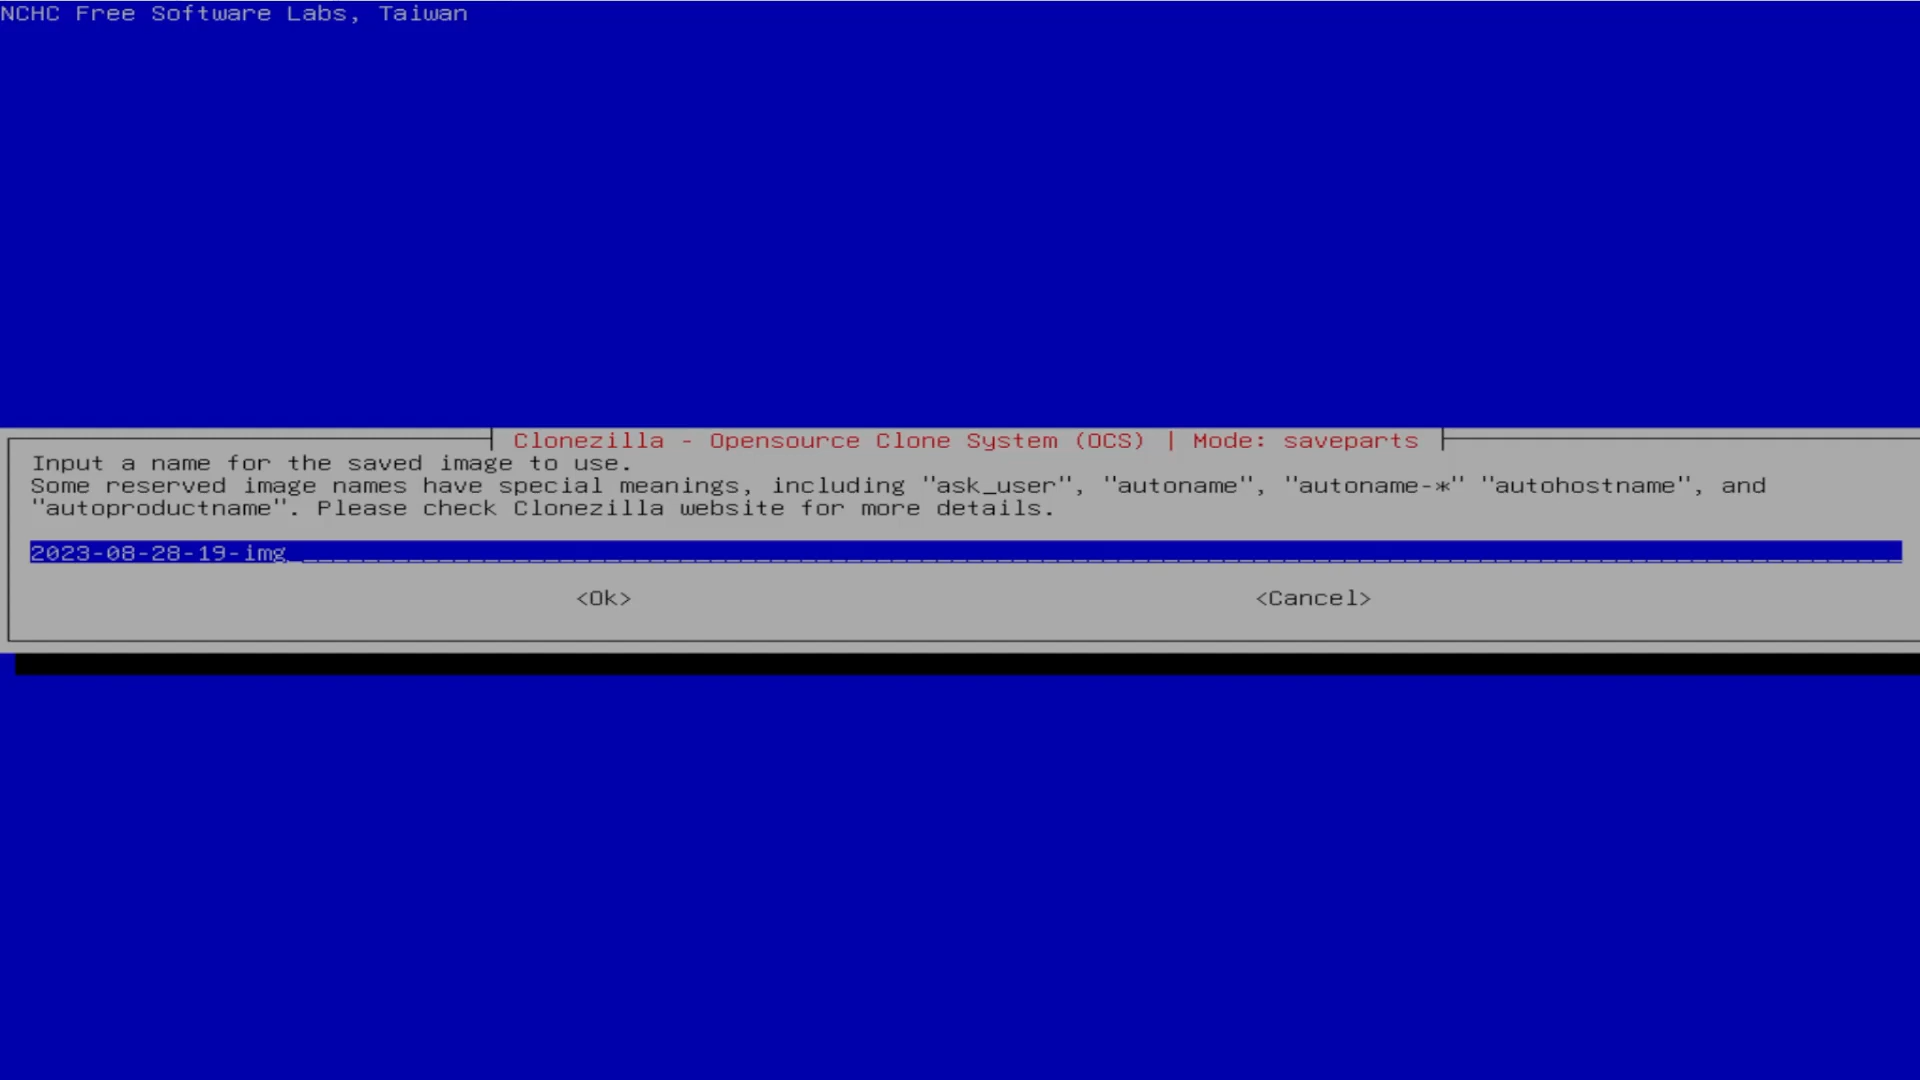 NCHC Free Software Labs, Taiwan
Clonezilla - Opensource Clone System (OCS) | Mode: saveparts
Input a name for the saved image to use.
Some reserved image names have special meanings, including "ask_user", "autoname", "autoname-*" "autohostname", and
"autoproductname". Please check Clonezilla website for more details.
2023-08-28-19-img
<Ok> <Cancel>